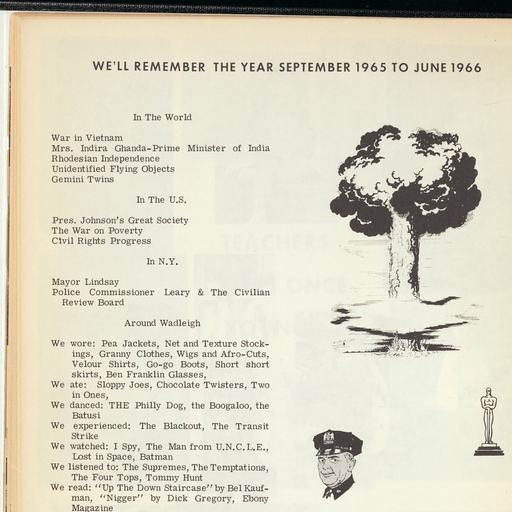 WE'LL REMEMBER THE YEAR SEPTEMBER 1965 TO JUNE 1966
In The World
War in Vietnam
Mrs. Indira Ghanda-Prime Minister of India
Rhodesian Independence
Unidentified Flying Objects
Gemini Twins
In the U.S.
Pres. Johnson's Great Society
The War on Poverty
Civil Rights Progress
In N.Y.
Mayor Lindsay
Police Commissioner Leary & The Civilian
Review Board
Around Wadleigh
We wore: Pea Jackets, Net and Texture Stock-
ings, Granny Clothes, Wigs and Afro-Cuts,
Velour Shirts, Go-go Boots, Short short
skirts, Ben Franklin Glasses,
We ate: Sloppy Joes, Chocolate Twisters, Two
in Ones,
We danced: THE Philly Dog, the Boogaloo, the
Batusi
We experienced: The Blackout, The Transit
Strike
We watched: I Spy, The Man from U.N.C.L.E.,
Lost in Space, Batman
We listened to: The Supremes, The Temptations,
The Four Tops, Tommy Hunt
We read: "Up The Down Staircase" by Bel Kauf-
man, "Nigger" by Dick Gregory, Ebony
Magazine